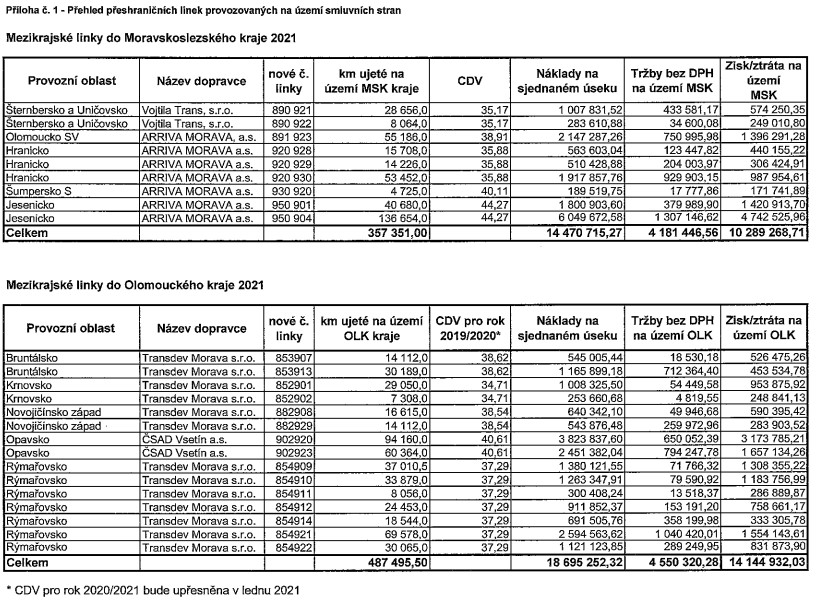 Příloha č. 1 - Přehled přeshraničních linek provozovaných na území smluvních stran
Mezikrajské linky do Moravskoslezského kraje 2021
Provozní oblast Název dopravce nové č. linky km ujeté na území MSK kraje CDV Náklady na sjednaném úseku Tržby bez DPH na území MSK Zisk/ztráta na území MSK
Šternbersko a Uničovsko Vojtila Trans, s.r.o. 890 921 28 656,0 35,17 1 007 831,52 433 581,17 574 250,35
Šternbersko a Uničovsko Vojtila Trans, s.r.o. 890 922 8 064,0 35,17 283 610,88 34 600,08 249 010,80
Olomoucko SV ARRIVA MORAVA, a.s. 891 923 55 186,0 38,91 2 147 287,26 750 995,98 1 396 291,28
Hranicko ARRIVA MORAVA a.s. 920 928 15 708,0 35,88 563 603,04 123 447,82 440 155,22
Hranicko ARRIVA MORAVA a.s. 920 929 14 226,0 35,88 510 428,88 204 003,97 306 424,91
Hranicko ARRIVA MORAVA a.s. 920 930 53 452,0 35,88 1 917 857,76 929 903,15 987 954,61
Šumpersko S ARRIVA MORAVA a.s. 930 920 4 725,0 40,11 189 519,75 17 777,86 171 741,89
Jesenicko ARRIVA MORAVA a.s. 950 901 40 680,0 44,27 1 800 903,60 379 989,90 1 420 913,70
Jesenicko ARRIVA MORAVA a.s. 950 904 136 654,0 44,27 6 049 672,58 1 307 146,62 4 742 525,96
Celkem 357 351,00 14 470 715,27 4 181 446,56 10 289 268,71
Mezikrajské linky do Olomouckého kraje 2021
Provozní oblast Název dopravce nové č. linky km ujeté na území OLK kraje CDV pro rok 2019/2020* Náklady na sjednaném úseku Tržby bez DPH na území OLK Zisk/ztráta na území OLK
Bruntálsko Transdev Morava s.r.o. 853907 14 112,0 38,62 545 005,44 18 530,18 526 475,26
Bruntálsko Transdev Morava s.r.o. 853913 30 189,0 38,62 1 165 899,18 712 364,40 453 534,78
Krnovsko Transdev Morava s.r.o. 852901 29 050,0 34,71 1 008 325,50 54 449,58 953 875,92
Krnovsko Transdev Morava s.r.o. 852902 7 308,0 34,71 253 660,68 4 819,55 248 841,13
Novojičínsko západ Transdev Morava s.r.o. 882908 16 615,0 38,54 640 342,10 49 946,68 590 395,42
Novojičínsko západ Transdev Morava s.r.o. 882929 14 112,0 38,54 543 876,48 259 972,96 283 903,52
Opavsko ČSAD Vsetín a.s. 902920 94 160,0 40,61 3 823 837,60 650 052,39 3 173 785,21
Opavsko ČSAD Vsetín a.s. 902923 60 364,0 40,61 2 451 382,04 794 247,78 1 657 134,26
Rýmařovsko Transdev Morava s.r.o. 854909 37 010,5 37,29 1 380 121,55 71 766,32 1 308 355,22
Rýmařovsko Transdev Morava s.r.o. 854910 33 879,0 37,29 1 263 347,91 79 590,92 1 183 756,99
Rýmařovsko Transdev Morava s.r.o. 854911 8 056,0 37,29 300 408,24 13 518,37 286 889,87
Rýmařovsko Transdev Morava s.r.o. 854912 24 453,0 37,29 911 852,37 153 191,20 758 661,17
Rýmařovsko Transdev Morava s.r.o. 854914 18 544,0 37,29 691 505,76 358 199,98 333 305,78
Rýmařovsko Transdev Morava s.r.o. 854921 69 578,0 37,29 2 594 563,62 1 040 420,01 1 554 143,61
Rýmařovsko Transdev Morava s.r.o. 854922 30 065,0 37,29 1 121 123,85 289 249,95 831 873,90
Celkem 487 495,50 18 695 252,32 4 550 320,28 14 144 932,03
* CDV pro rok 2020/2021 bude upřesněna v lednu 2021